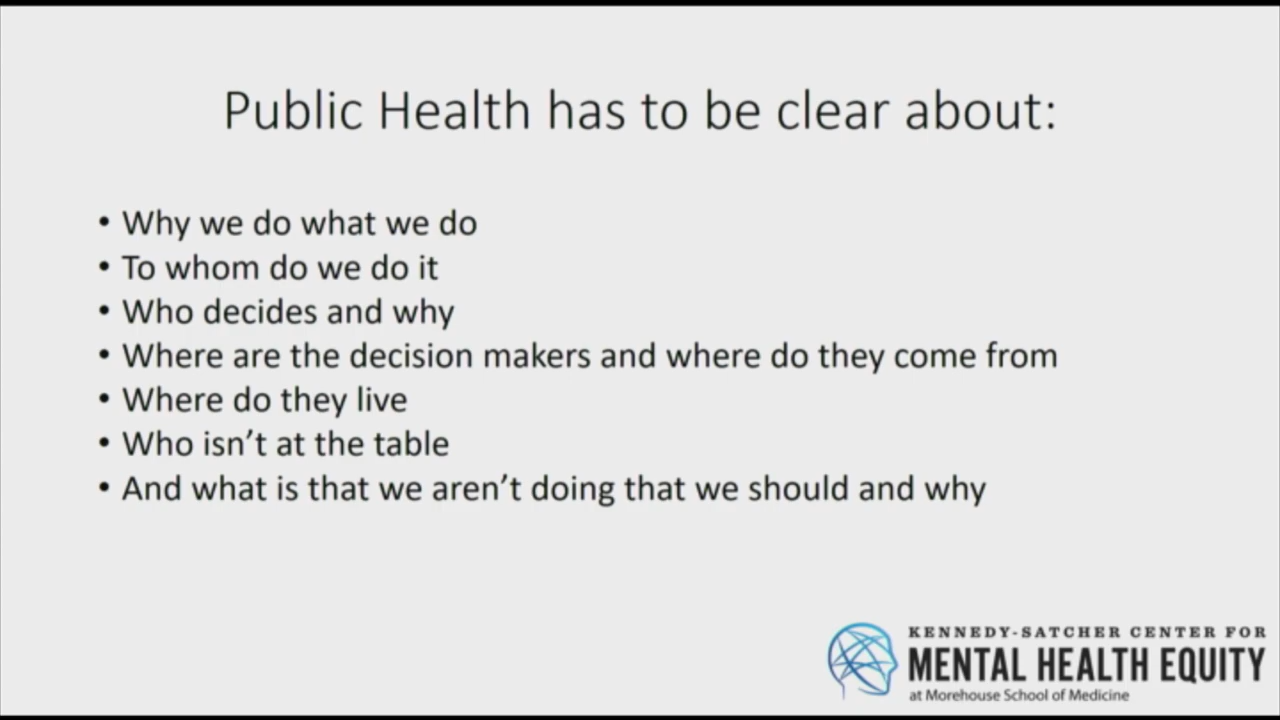 Public Health has to be clear about:
• Why we do what we do
• To whom do we do it
• Who decides and why
• Where are the decision makers and where do they come from
• Where do they live
• Who isn’t at the table
• And what is that we aren’t doing that we should and why
KENNEDY-SATCHER CENTER FOR
MENTAL HEALTH EQUITY
at Morehouse School of Medicine